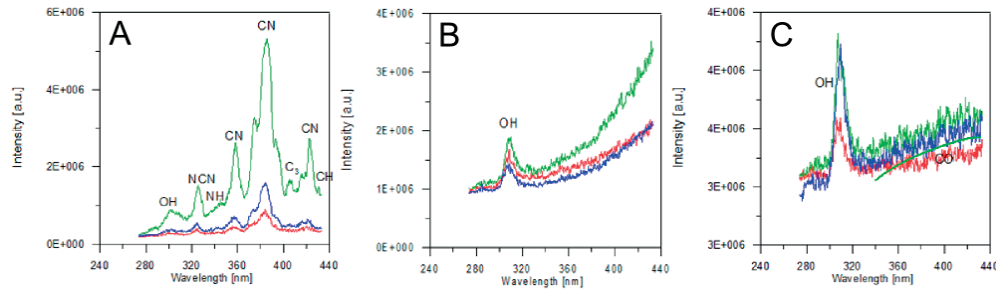 A
6E+006
4E+006
2E+006
0E+000
Intensity [a.u.]
OH
N
CN
NH
CN
CN
C3
CN
CH
240 280 320 360 400 440
Wavelength [nm]
B
4E+006
3E+006
2E+006
1E+006
0E+000
Intensity [a.u.]
OH
240 280 320 360 400 440
Wavelength [nm]
C
4E+006
4E+006
4E+006
3E+006
3E+006
Intensity [a.u.]
OH
240 280 320 360 400 440
Wavelength [nm]